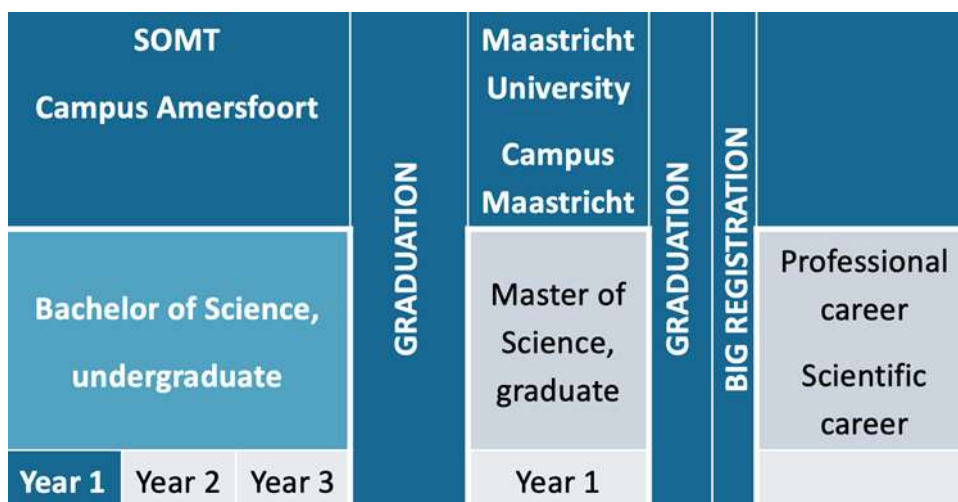 SOMT
Campus Amersfoort
Bachelor of Science,
undergraduate
Year 1
Year 2
Year 3
GRADUATION
Maastricht
University
Campus
Maastricht
Master of
Science,
graduate
Year 1
GRADUATION
BIG REGISTRATION
Professional
career
Scientific
career